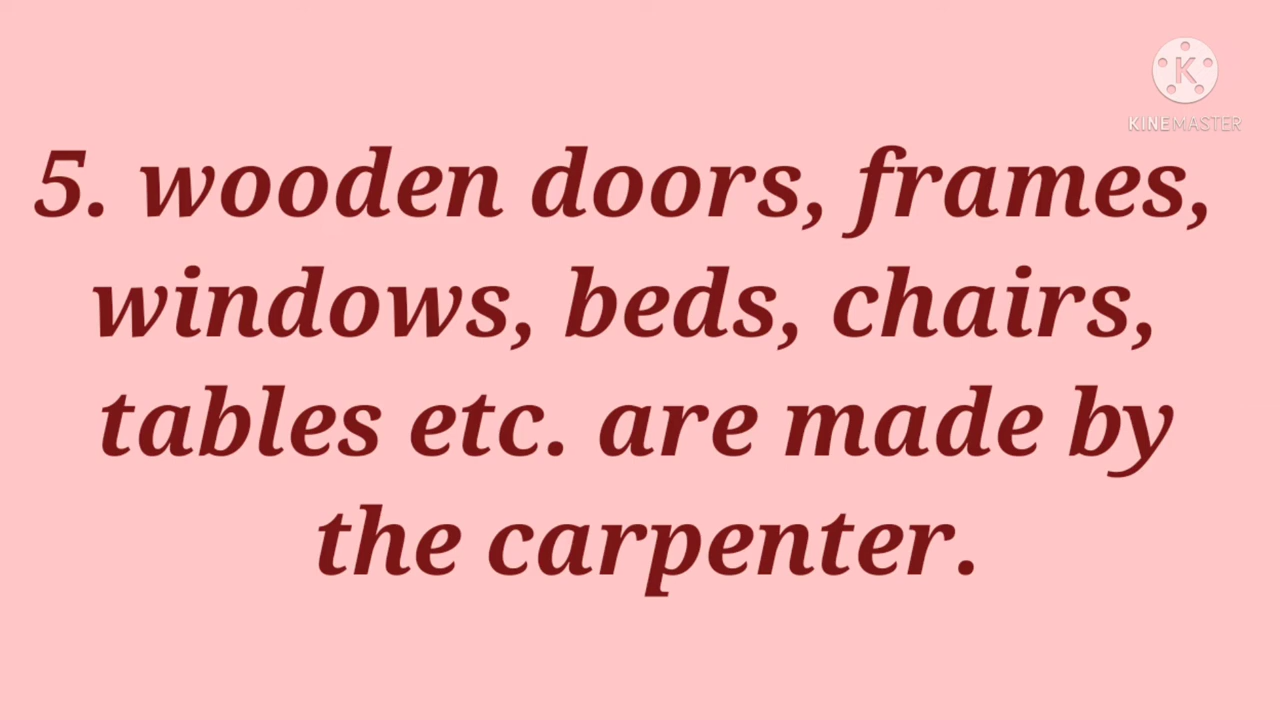 KINEMASTER
5. wooden doors, frames,
windows, beds, chairs,
tables etc. are made by
the carpenter.